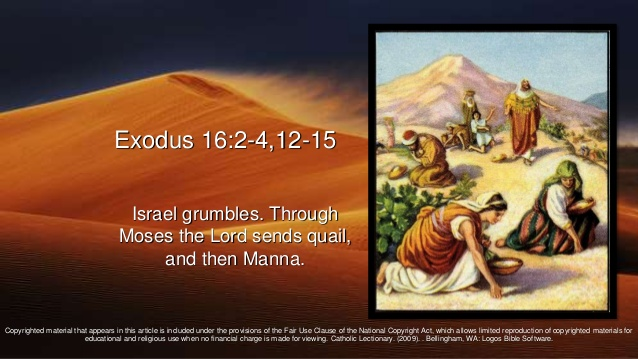 Exodus 16:2-4,12-15
Israel grumbles. Through
Moses the Lord sends quail,
and then Manna.
Copyrighted material that appears in this article is included under the provisions of the Fair Use Clause of the National Copyright Act, which allows limited reproduction of copyrighted materials for
educational and religious use when no financial charge is made for viewing. Catholic Lectionary. (2009). . Bellingham, WA: Logos Bible Software.